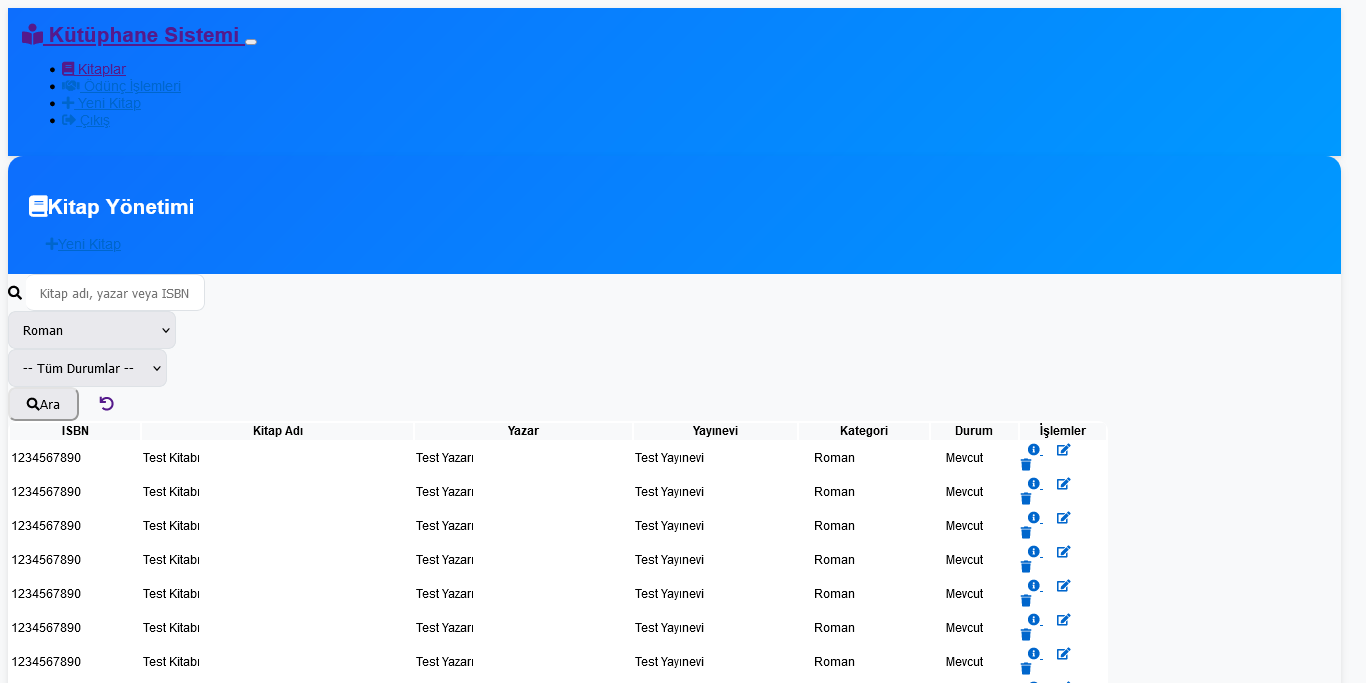 Kütüphane Sistemi
Kitaplar
Ödünç İşlemleri
Yeni Kitap
Çıkış
Kitap Yönetimi
Yeni Kitap
Kitap adı, yazar veya ISBN
Roman
-- Tüm Durumlar --
Ara
ISBN Kitap Adı Yazar Yayınevi Kategori Durum İşlemler
1234567890 Test Kitabı Test Yazarı Test Yayınevi Roman Mevcut
1234567890 Test Kitabı Test Yazarı Test Yayınevi Roman Mevcut
1234567890 Test Kitabı Test Yazarı Test Yayınevi Roman Mevcut
1234567890 Test Kitabı Test Yazarı Test Yayınevi Roman Mevcut
1234567890 Test Kitabı Test Yazarı Test Yayınevi Roman Mevcut
1234567890 Test Kitabı Test Yazarı Test Yayınevi Roman Mevcut
1234567890 Test Kitabı Test Yazarı Test Yayınevi Roman Mevcut